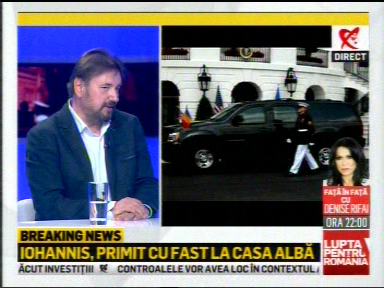 DIRECT
FAȚĂ ÎN FAȚĂ
CU
DENISE RIFAI
ORA 22:00
BREAKING NEWS
IOHANNIS, PRIMIT CU FAST LA CASA ALBĂ
LUPTA
PENTRU
ROMÂNIA
ĂCUT INVESTIȚII CONTROALELE VOR AVEA LOC ÎN CONTEXTUL